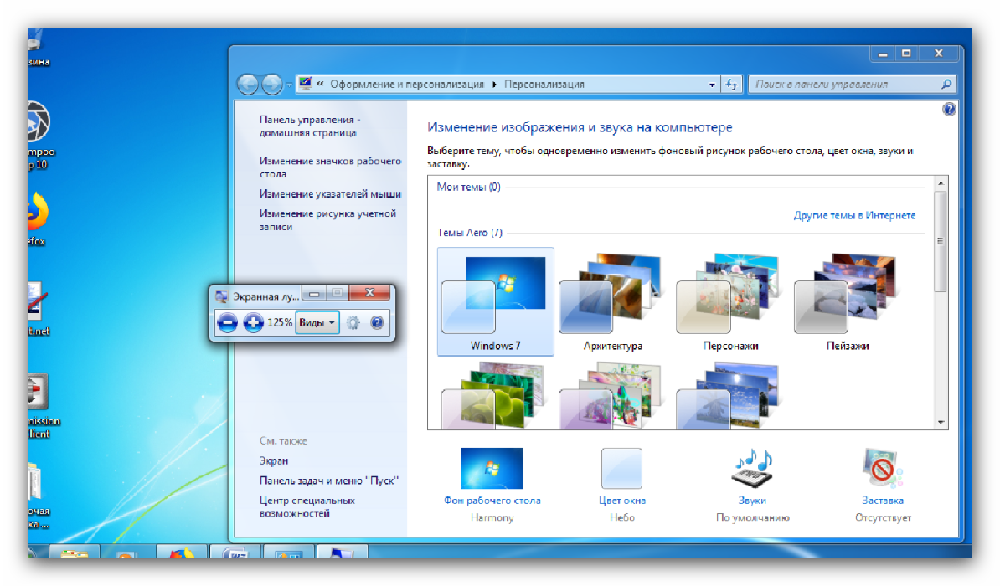 зина
mpoo
p 10
efox
t.net
mission
lient
очая
ка ...
« Оформление и персонализация ▸ Персонализация
Поиск в панели управления
Панель управления -
домашняя страница
Изменение значков рабочего
стола
Изменение указателей мыши
Изменение рисунка учетной
записи
Экранная лу...
125% Виды
См. также
Экран
Панель задач и меню "Пуск"
Центр специальных
возможностей
Изменение изображения и звука на компьютере
Выберите тему, чтобы одновременно изменить фоновый рисунок рабочего стола, цвет окна, звуки и
заставку.
Мои темы (0)
Другие темы в Интернете
Темы Aero (7)
Windows 7
Архитектура
Персонажи
Пейзажи
Фон рабочего стола
Harmony
Цвет окна
Небо
Звуки
По умолчанию
Заставка
Отсутствует